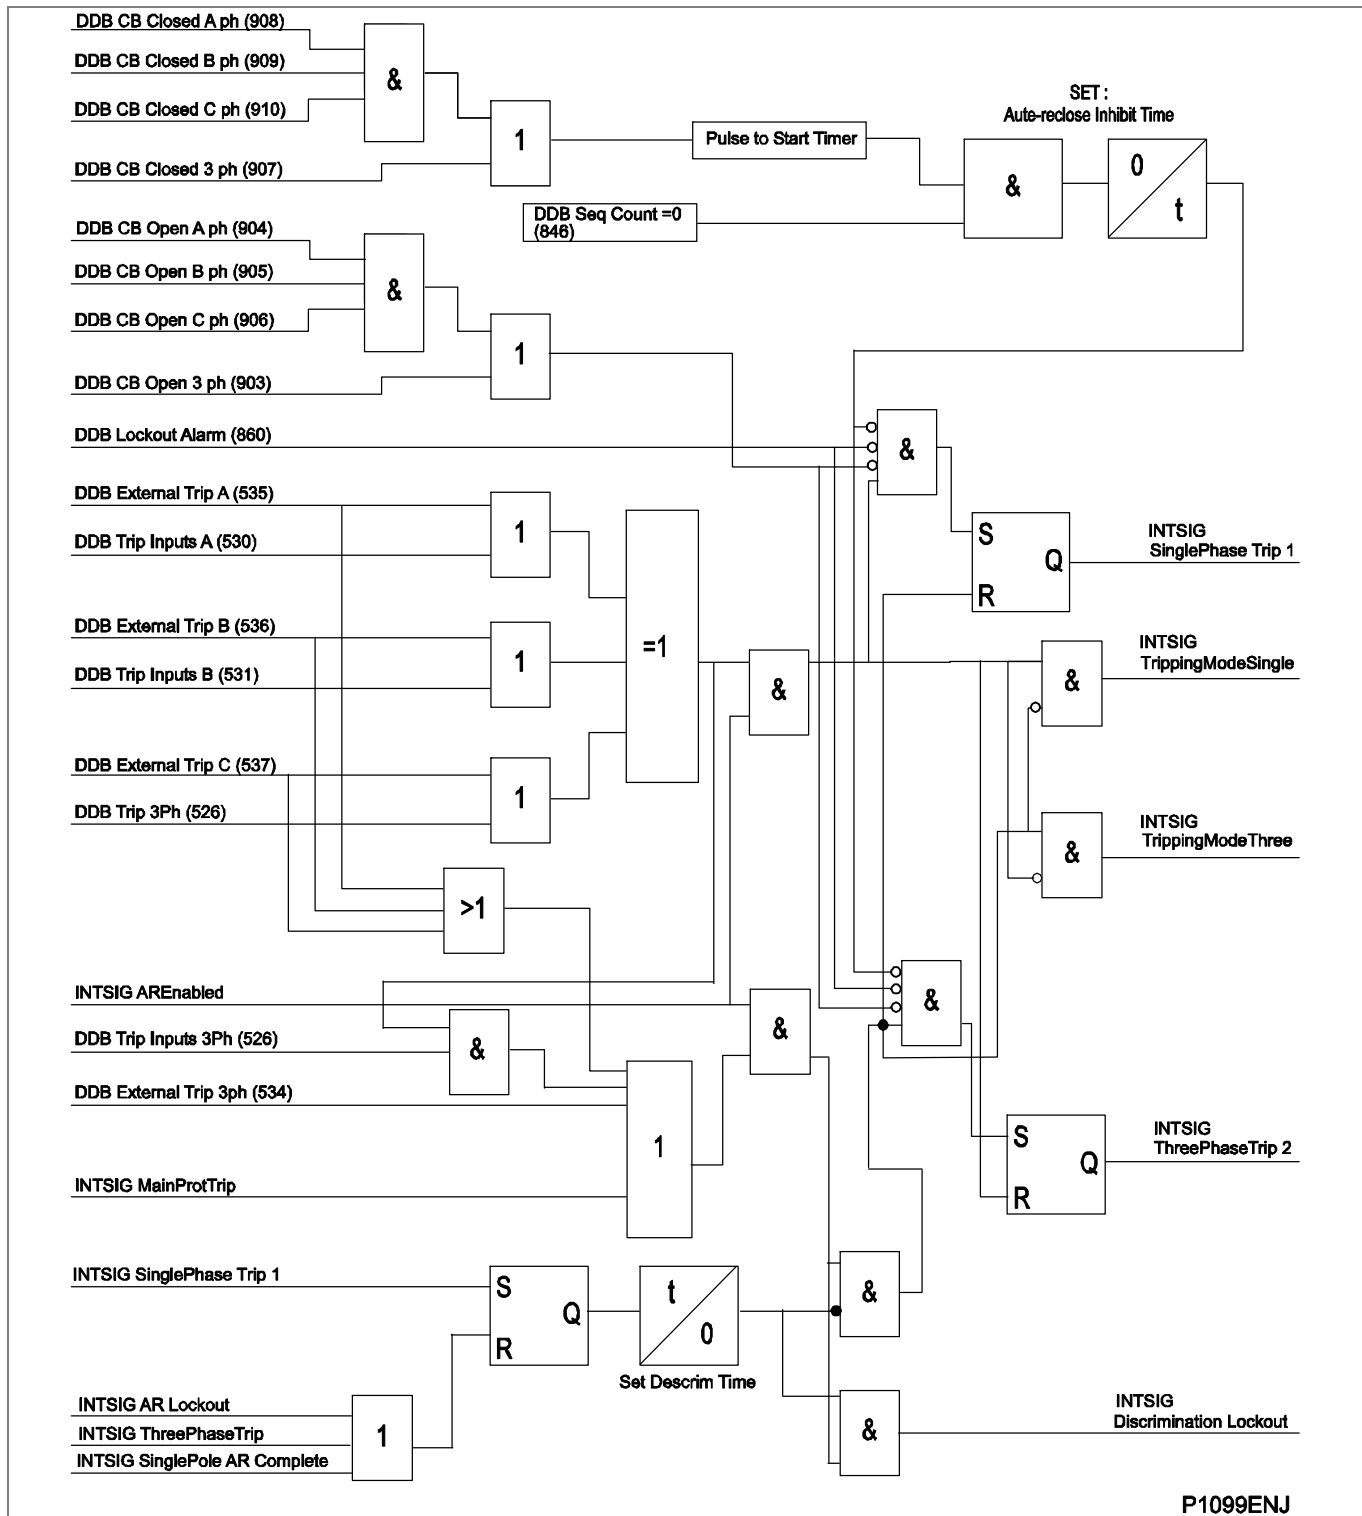 DDB CB Closed A ph (908)
DDB CB Closed B ph (909)
DDB CB Closed C ph (910)
&
DDB CB Closed 3 ph (907)
1
Pulse to Start Timer
DDB Seq Count =0
(846)
&
SET :
Aute-reclose Inhibit Time
0
t
DDB CB Open A ph (904)
DDB CB Open B ph (905)
DDB CB Open C ph (906)
&
DDB CB Open 3 ph (903)
1
DDB Lockout Alarm (860)
&
DDB External Trip A (535)
DDB Trip Inputs A (530)
1
S
R
Q
INTSIG
SinglePhase Trip 1
DDB External Trip B (536)
DDB Trip Inputs B (531)
1
=1
&
&
INTSIG
TrippingModeSingle
DDB External Trip C (537)
DDB Trip 3Ph (526)
1
&
INTSIG
TrippingModeThree
>1
INTSIG AREnabled
DDB Trip Inputs 3Ph (526)
&
&
&
DDB External Trip 3ph (534)
1
INTSIG MainProtTrip
S
R
Q
INTSIG
ThreePhaseTrip 2
INTSIG SinglePhase Trip 1
S
R
Q
t
0
Set Descrim Time
&
INTSIG AR Lockout
INTSIG ThreePhaseTrip
INTSIG SinglePole AR Complete
1
&
INTSIG
Discrimination Lockout
P1099ENJ